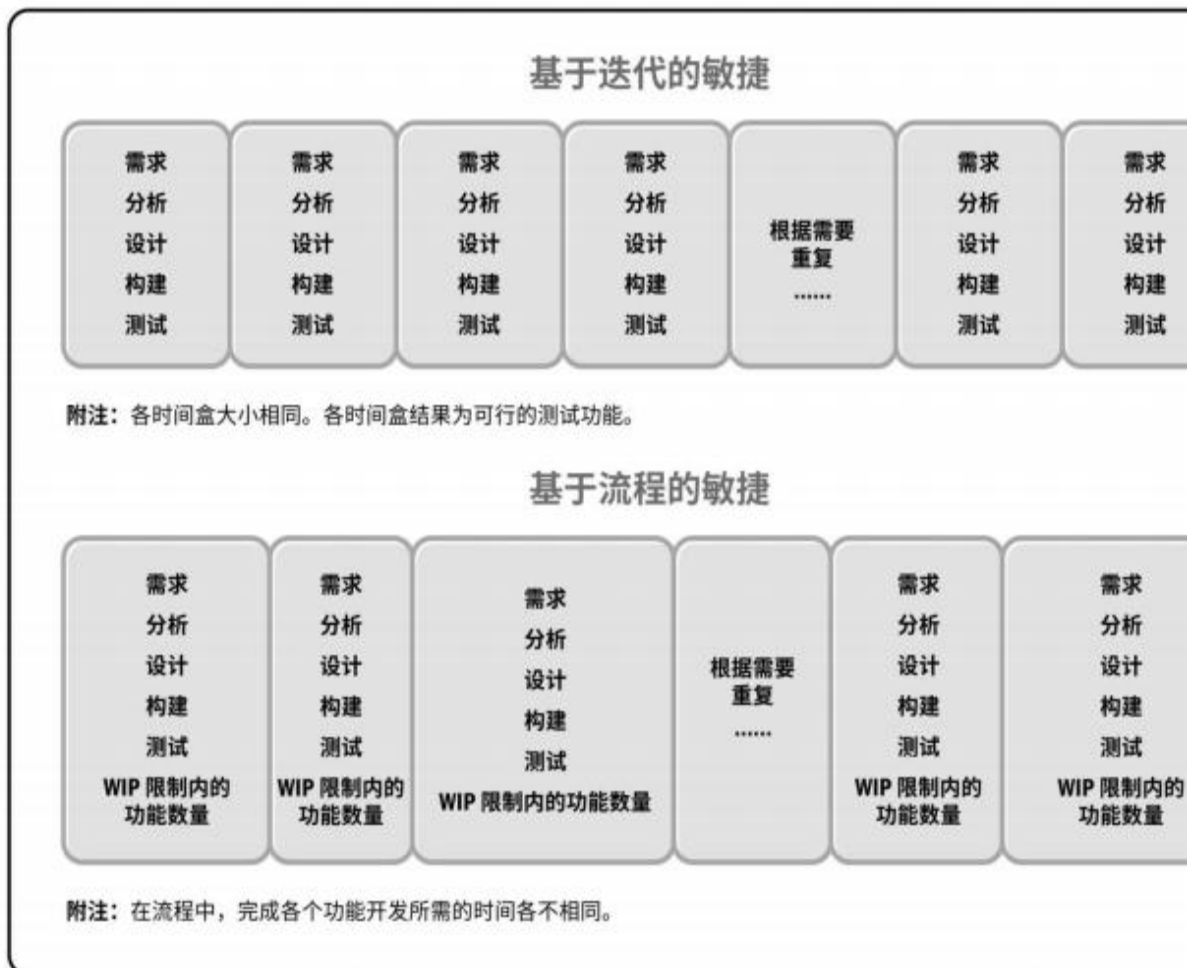 基于迭代的敏捷
需求 需求 需求 需求 需求 需求
分析 分析 分析 分析 分析 分析
设计 设计 设计 设计 根据需要 设计 设计
构建 构建 构建 构建 重复 构建 构建
测试 测试 测试 测试 …… 测试 测试
附注：各时间盒大小相同。各时间盒结果为可行的测试功能。
基于流程的敏捷
需求
分析
设计
构建
测试
WIP 限制内的
功能数量
需求
分析
设计
构建
测试
WIP 限制内的
功能数量
需求
分析
设计
构建
测试
WIP 限制内的功能数量
根据需要
重复
……
需求
分析
设计
构建
测试
WIP 限制内的
功能数量
需求
分析
设计
构建
测试
WIP 限制内的
功能数量
附注：在流程中，完成各个功能开发所需的时间各不相同。